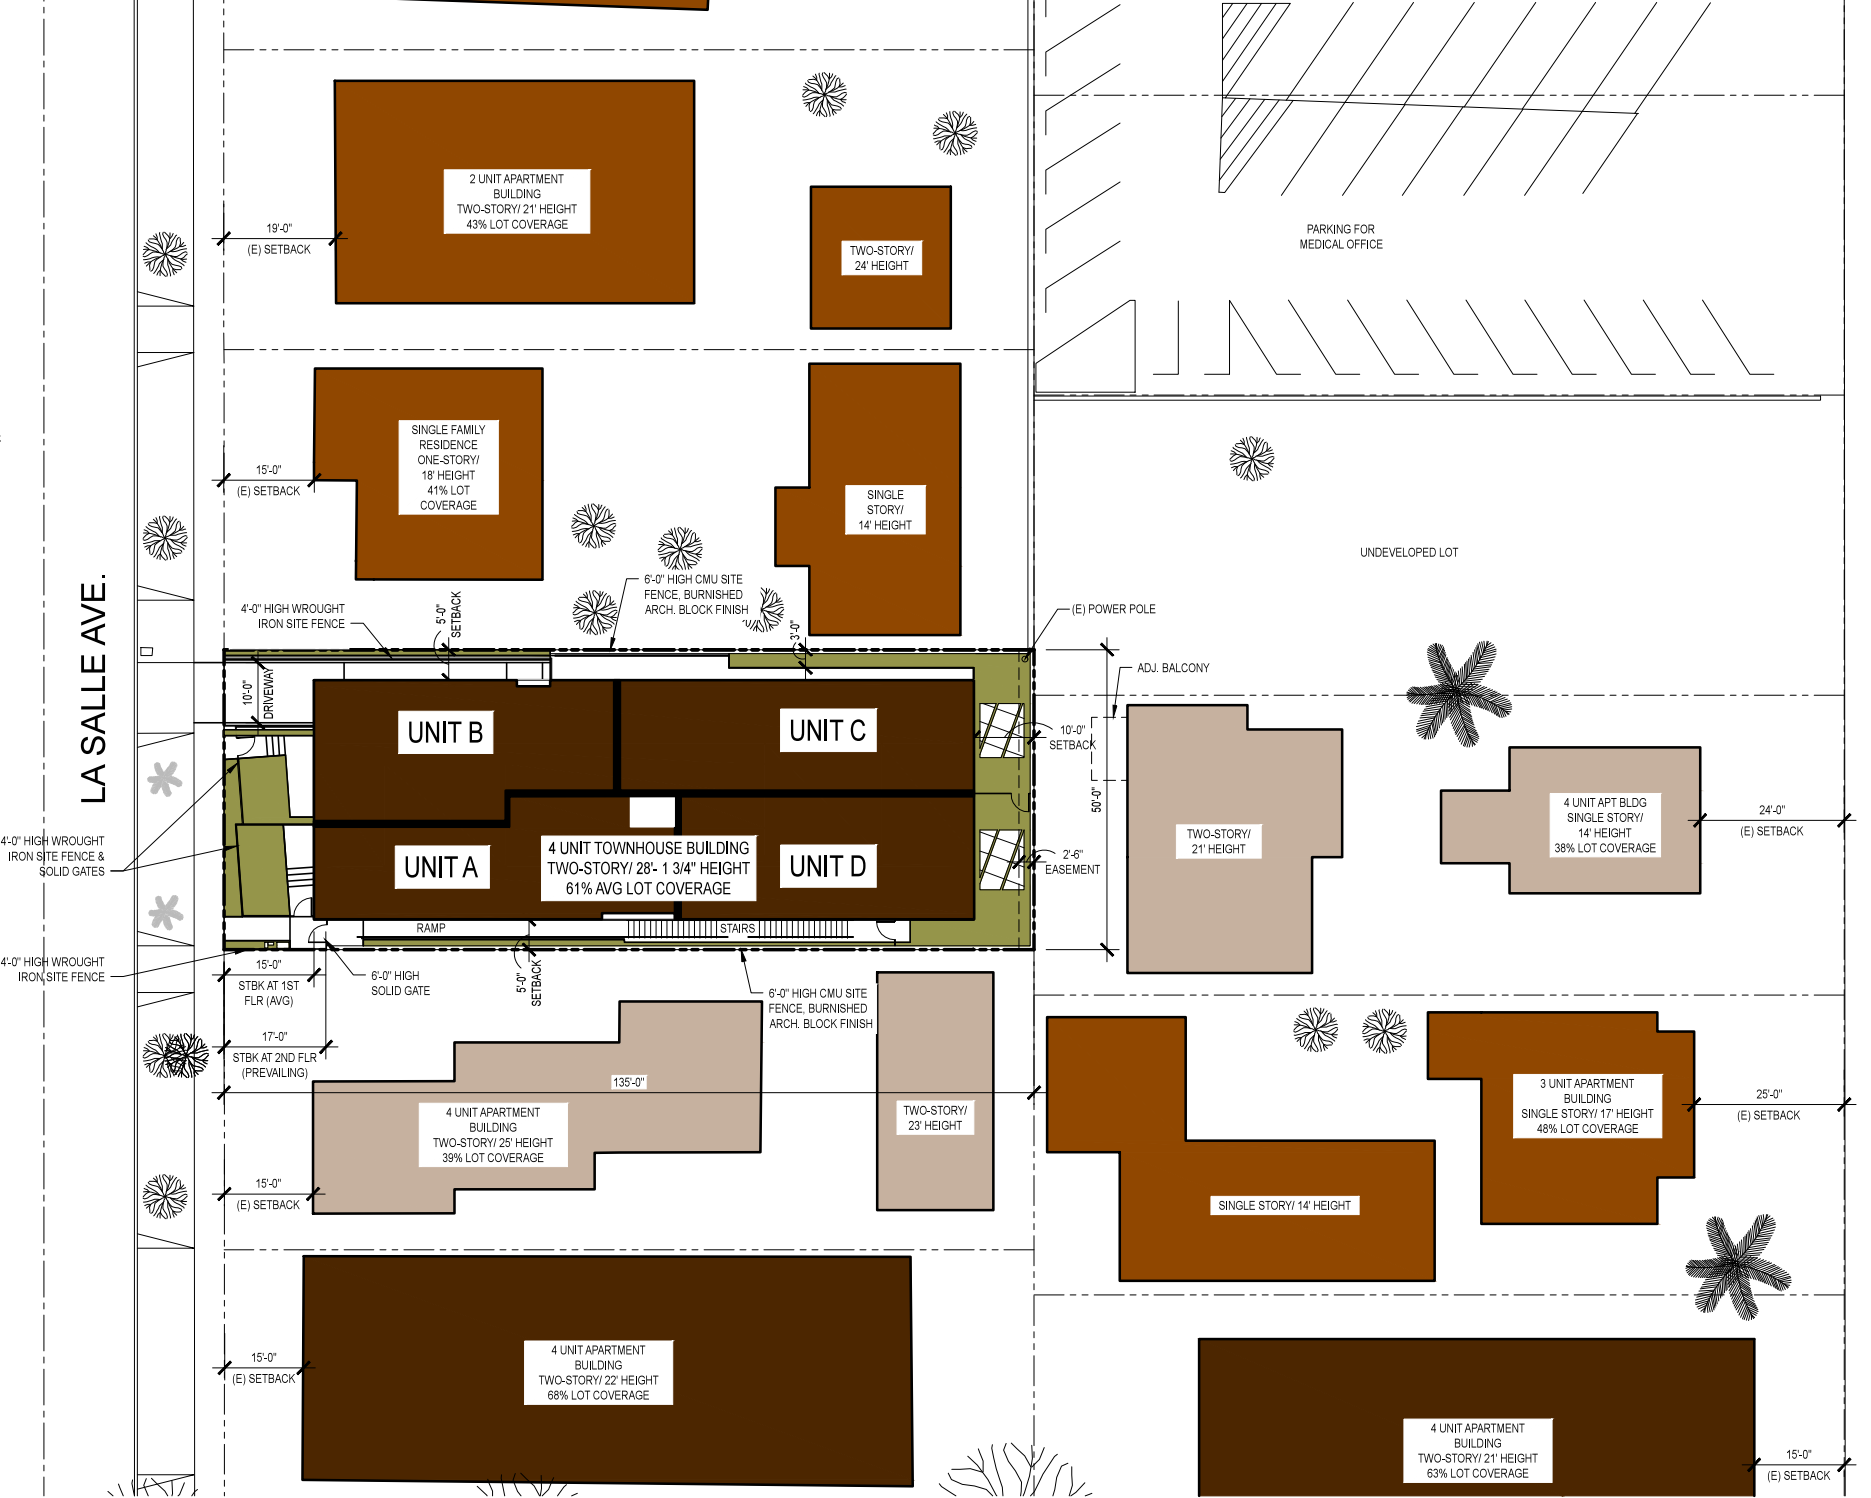 2 UNIT APARTMENT
BUILDING
TWO-STORY/ 21' HEIGHT
43% LOT COVERAGE
19'-0"
(E) SETBACK
TWO-STORY/
24' HEIGHT
PARKING FOR
MEDICAL OFFICE
SINGLE FAMILY
RESIDENCE
ONE-STORY/
18' HEIGHT
41% LOT
COVERAGE
15'-0"
(E) SETBACK
SINGLE
STORY/
14' HEIGHT
UNDEVELOPED LOT
LA SALLE AVE.
4'-0" HIGH WROUGHT
IRON SITE FENCE
5'-0"
SETBACK
6'-0" HIGH CMU SITE
FENCE, BURNISHED
ARCH. BLOCK FINISH
3'-0"
(E) POWER POLE
ADJ. BALCONY
10'-0"
DRIVEWAY
UNIT B
UNIT C
10'-0"
SETBACK
50'-0"
4'-0" HIGH WROUGHT
IRON SITE FENCE &
SOLID GATES
UNIT A
4 UNIT TOWNHOUSE BUILDING
TWO-STORY/ 28'- 1 3/4" HEIGHT
61% AVG LOT COVERAGE
UNIT D
2'-6"
EASEMENT
TWO-STORY/
21' HEIGHT
4 UNIT APT BLDG
SINGLE STORY/
14' HEIGHT
38% LOT COVERAGE
24'-0"
(E) SETBACK
RAMP
STAIRS
4'-0" HIGH WROUGHT
IRON SITE FENCE
15'-0"
STBK AT 1ST
FLR (AVG)
6'-0" HIGH
SOLID GATE
5'-0"
SETBACK
6'-0" HIGH CMU SITE
FENCE, BURNISHED
ARCH. BLOCK FINISH
17'-0"
STBK AT 2ND FLR
(PREVAILING)
135'-0"
4 UNIT APARTMENT
BUILDING
TWO-STORY/ 25' HEIGHT
39% LOT COVERAGE
TWO-STORY/
23' HEIGHT
3 UNIT APARTMENT
BUILDING
SINGLE STORY/ 17' HEIGHT
48% LOT COVERAGE
25'-0"
(E) SETBACK
15'-0"
(E) SETBACK
SINGLE STORY/ 14' HEIGHT
4 UNIT APARTMENT
BUILDING
TWO-STORY/ 22' HEIGHT
68% LOT COVERAGE
15'-0"
(E) SETBACK
4 UNIT APARTMENT
BUILDING
TWO-STORY/ 21' HEIGHT
63% LOT COVERAGE
15'-0"
(E) SETBACK